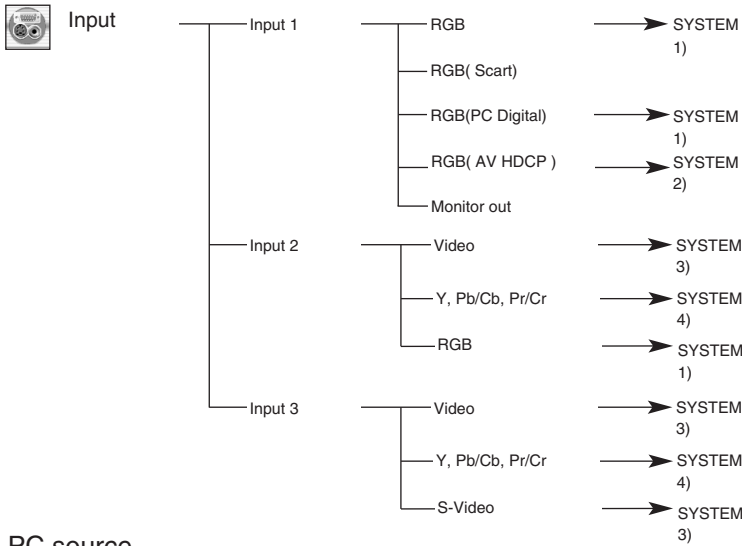 Input
Input 1
RGB
SYSTEM
1)
RGB( Scart)
RGB(PC Digital)
SYSTEM
1)
RGB( AV HDCP )
SYSTEM
2)
Monitor out
Input 2
Video
SYSTEM
3)
Y, Pb/Cb, Pr/Cr
SYSTEM
4)
RGB
SYSTEM
1)
Input 3
Video
SYSTEM
3)
Y, Pb/Cb, Pr/Cr
SYSTEM
4)
S-Video
SYSTEM
3)
PC source